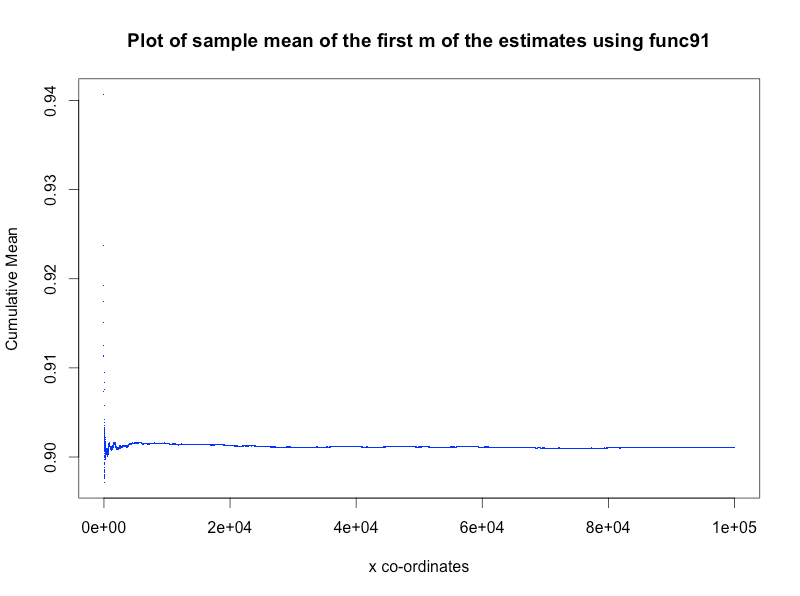 Plot of sample mean of the first m of the estimates using func91
Cumulative Mean
0.94
0.93
0.92
0.91
0.90
0e+00 2e+04 4e+04 6e+04 8e+04 1e+05
x co-ordinates